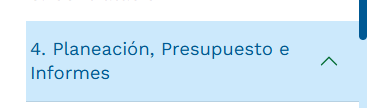 4. Planeación, Presupuesto e
Informes